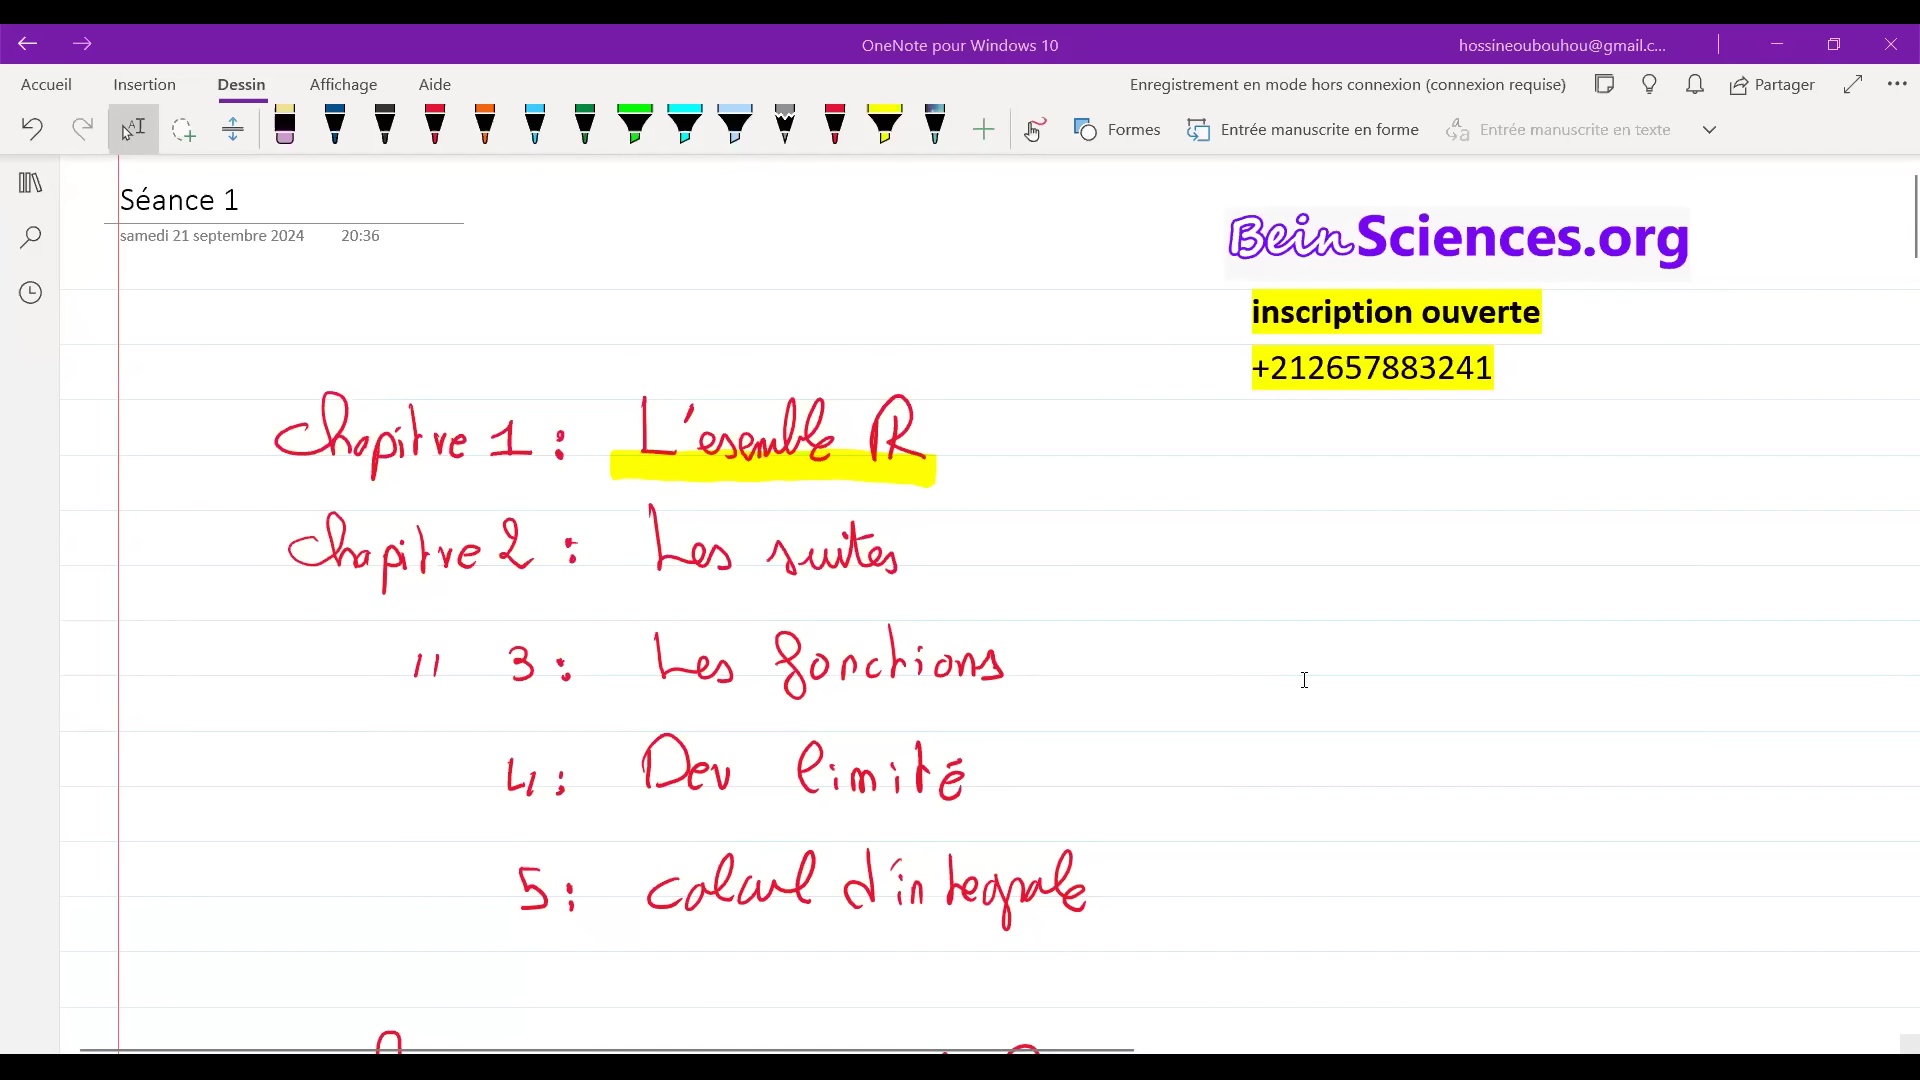 OneNote pour Windows 10
hossineoubouhou@gmail.c...
Accueil Insertion Dessin Affichage Aide
Enregistrement en mode hors connexion (connexion requise)
Partager
Formes
Entrée manuscrite en forme
Entrée manuscrite en texte
Séance 1
samedi 21 septembre 2024 20:36
BeinSciences.org
inscription ouverte
+212657883241
Chapitre 1 : L'esemble R
Chapitre 2 : Les suites
" 3 : Les fonctions
4 : Dev limité
5 : calcul d'integrale